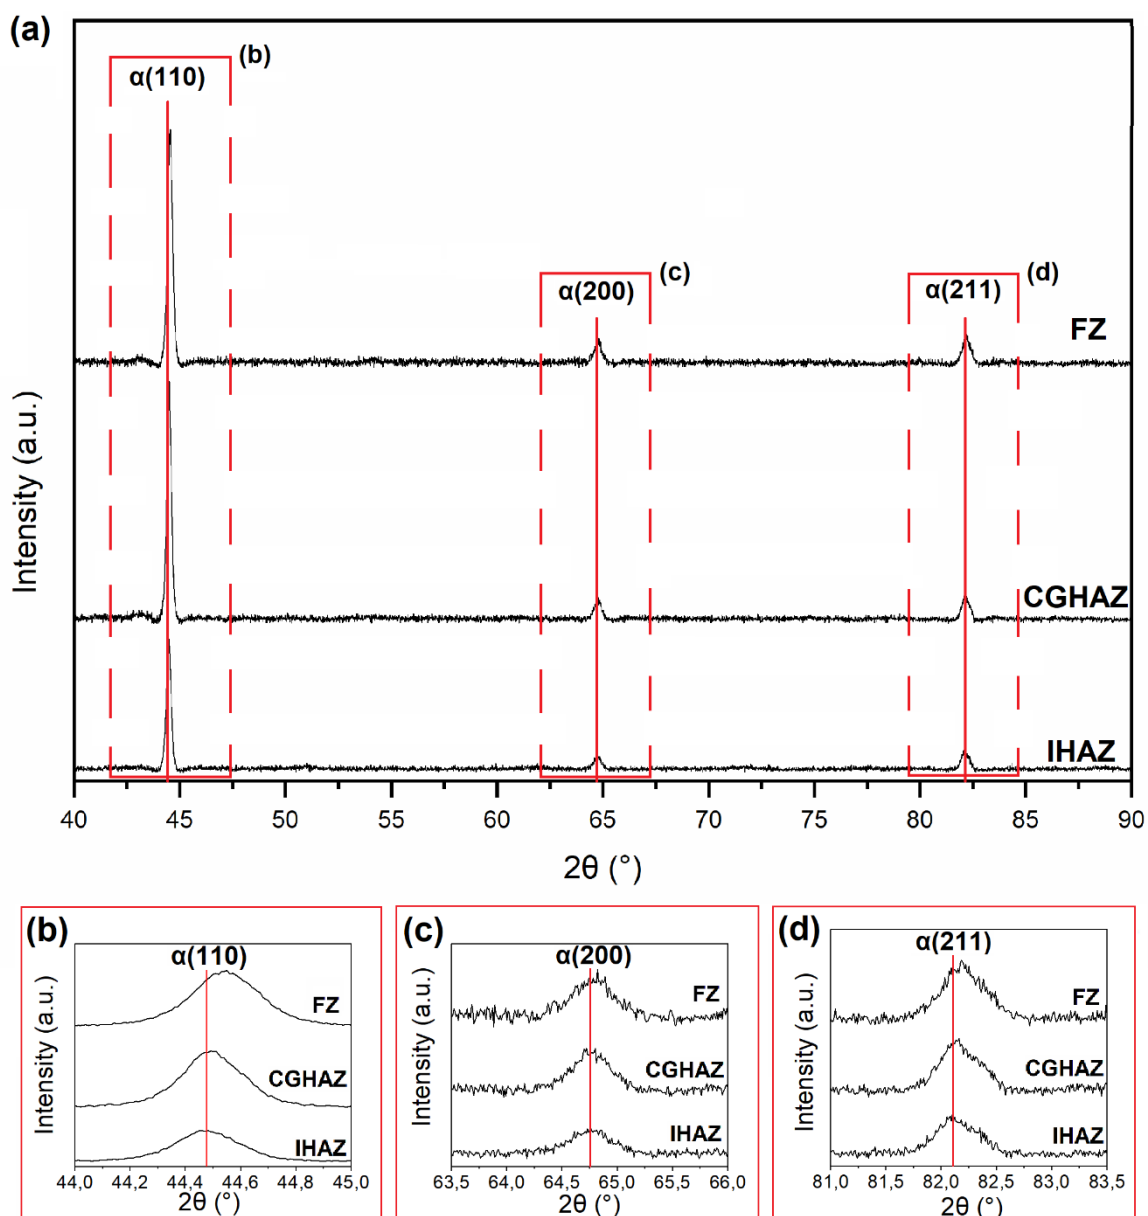 (a)
(b)
α(110)
(c)
α(200)
(d)
α(211)
FZ
CGHAZ
IHAZ
Intensity (a.u.)
40 45 50 55 60 65 70 75 80 85 90
2θ (°)
(b)
α(110)
FZ
CGHAZ
IHAZ
Intensity (a.u.)
44,0 44,2 44,4 44,6 44,8 45,0
2θ (°)
(c)
α(200)
FZ
CGHAZ
IHAZ
Intensity (a.u.)
63,5 64,0 64,5 65,0 65,5 66,0
2θ (°)
(d)
α(211)
FZ
CGHAZ
IHAZ
Intensity (a.u.)
81,0 81,5 82,0 82,5 83,0 83,5
2θ (°)